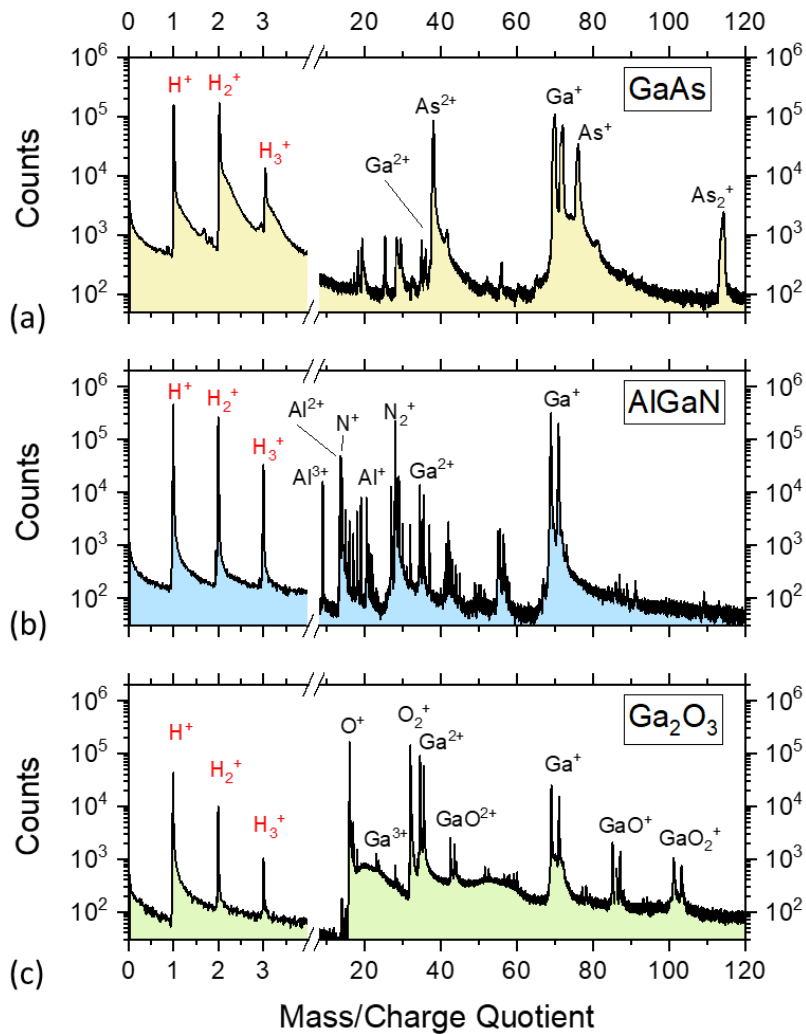 0 1 2 3 20 40 60 80 100 120
10⁶ H⁺ H₂⁺ H₃⁺ Ga²⁺ As²⁺ Ga⁺ As⁺ As₂⁺ GaAs 10⁶
10⁵ 10⁵
10⁴ 10⁴
10³ 10³
10² 10²
Counts
(a)
10⁶ H⁺ H₂⁺ H₃⁺ Al³⁺ Al²⁺ N⁺ Al⁺ N₂⁺ Ga²⁺ Ga⁺ AlGaN 10⁶
10⁵ 10⁵
10⁴ 10⁴
10³ 10³
10² 10²
Counts
(b)
10⁶ H⁺ H₂⁺ H₃⁺ O⁺ Ga³⁺ O₂⁺ Ga²⁺ GaO²⁺ Ga⁺ GaO⁺ GaO₂⁺ Ga₂O₃ 10⁶
10⁵ 10⁵
10⁴ 10⁴
10³ 10³
10² 10²
Counts
(c)
0 1 2 3 20 40 60 80 100 120
Mass/Charge Quotient